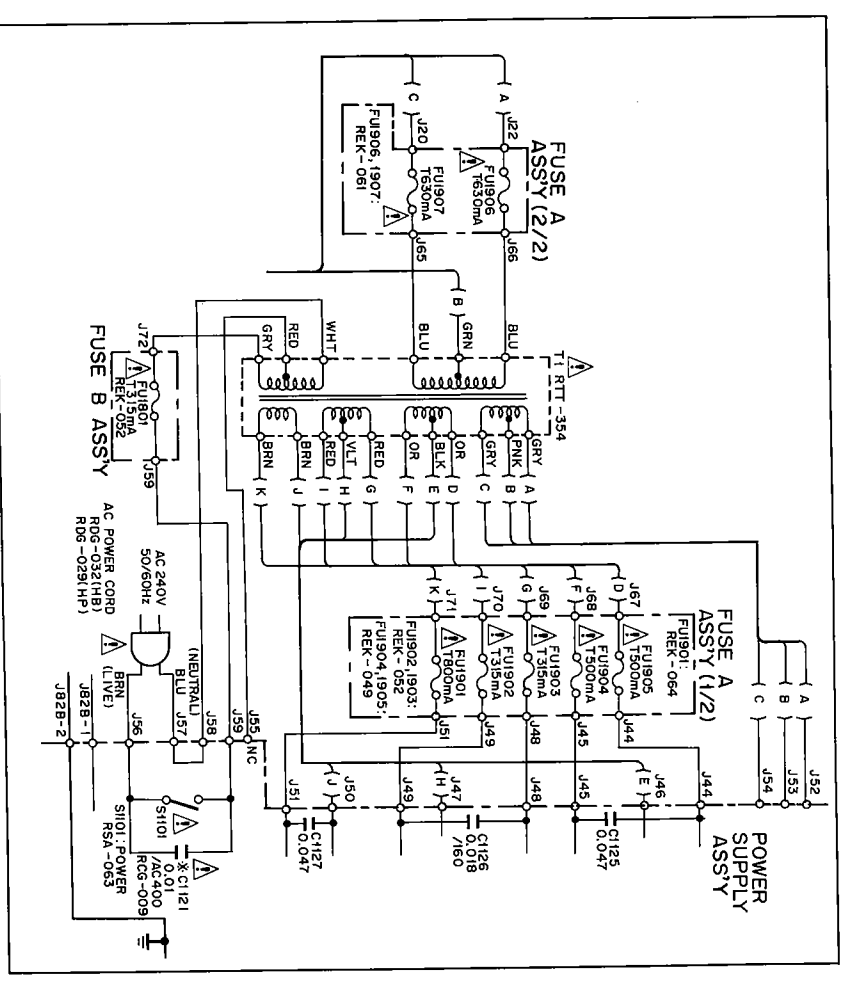 FUSE A
ASS'Y (2/2)
A
J22
FU1906
T630mA
J66
C
J20
FU1907
T630mA
J65
FU1906,1907:
REK-061
B
BLU
GRN
BLU
WHT
RED
GRY
T1 RTT-354
GRY
PNK
GRY
OR
BLK
OR
RED
VLT
RED
BRN
BRN
A
B
C
D
E
F
G
H
I
J
K
J72
FU1801
T315mA
REK-052
J59
FUSE B ASS'Y
FUSE A
ASS'Y (1/2)
FU1901:
REK-064
D
J67
FU1905
T500mA
J44
F
J68
FU1904
T500mA
J45
G
J69
FU1903
T315mA
J48
I
J70
FU1902
T315mA
J49
K
J71
FU1901
T800mA
J51
FU1902,1903:
REK-052
FU1904,1905:
REK-049
A
J52
B
J53
C
J54
POWER
SUPPLY
ASS'Y
J44
E
J46
J45
C1125
0.047
J48
H
J47
J49
C1126
0.018
/160
J
J50
J51
C1127
0.047
J55
NC
J59
J58
(NEUTRAL)
BLU
J57
J56
BRN
(LIVE)
J82B-1
J82B-2
AC 240V
50/60Hz
AC POWER CORD
RDG-032(HB)
RDG-029(HP)
S1101
※C1121
0.01
/AC400
RCG-009
S1101: POWER
RSA-063